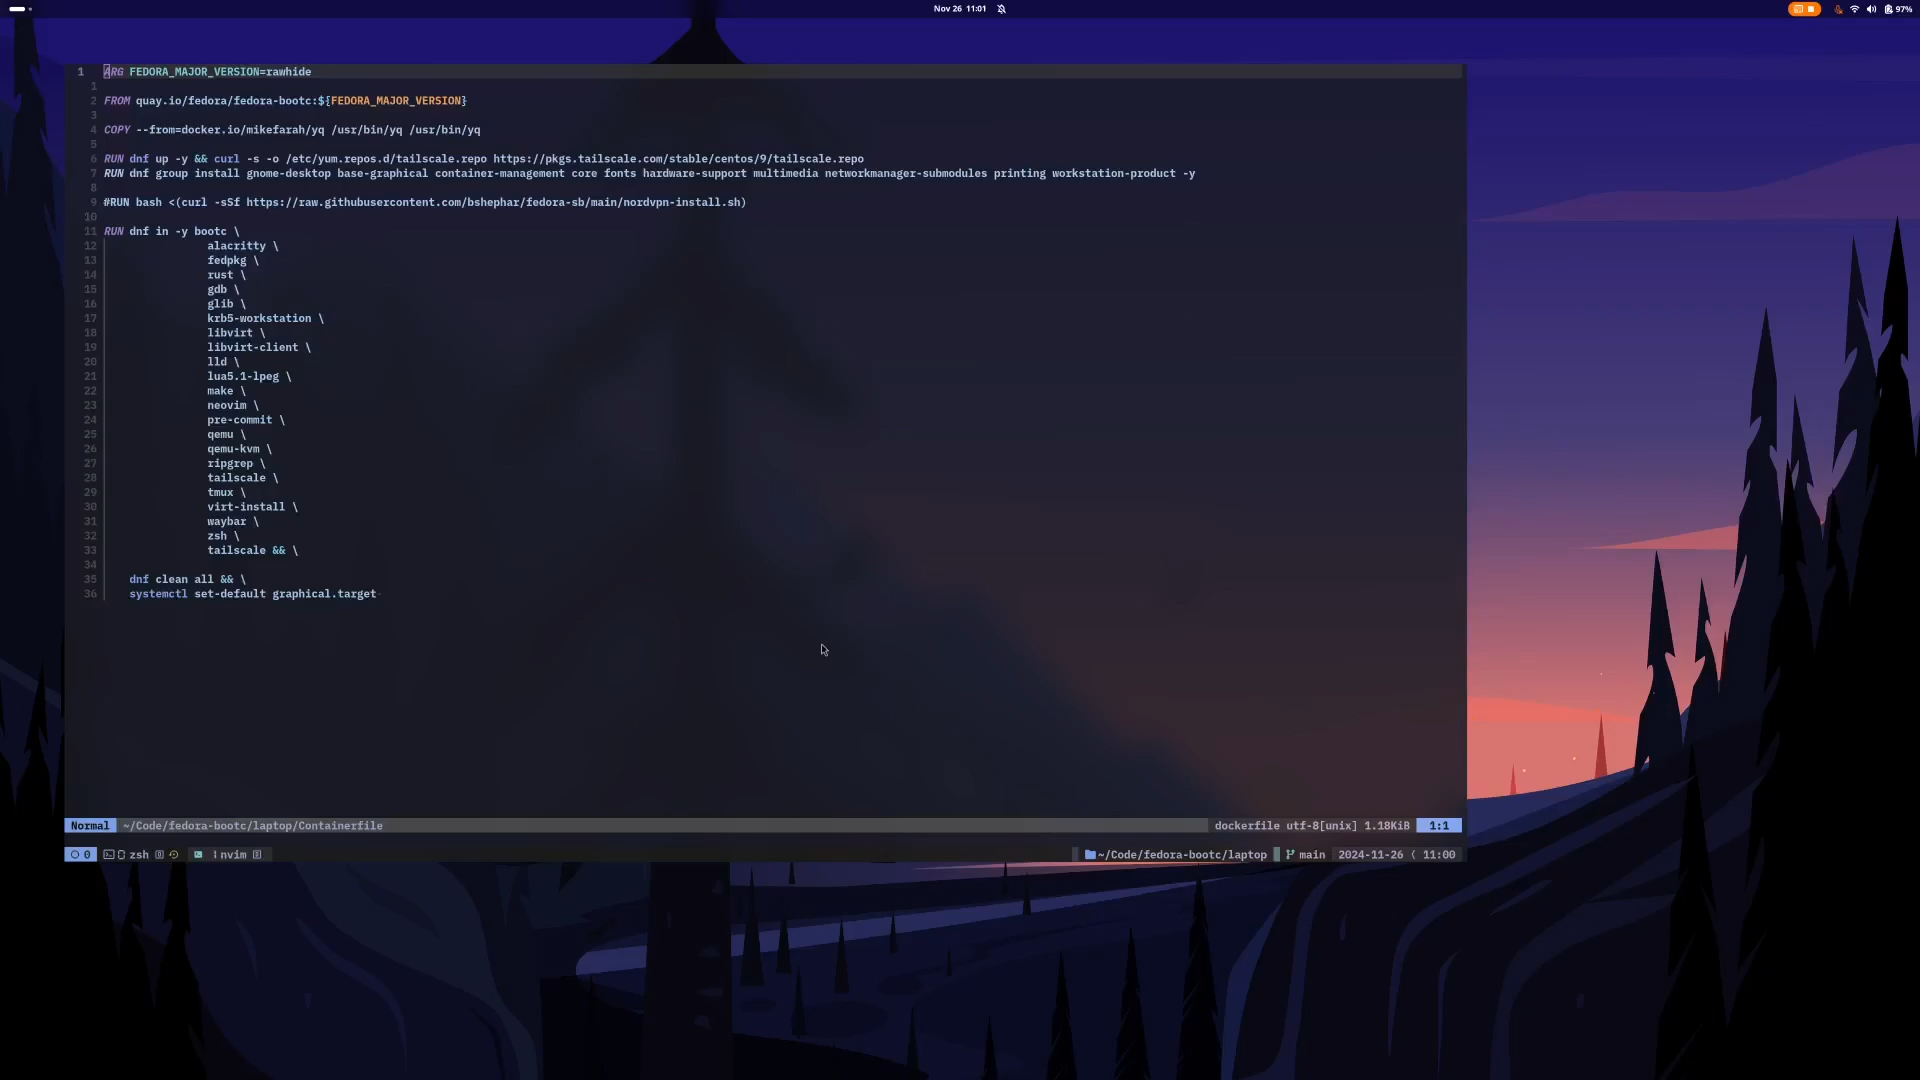 Nov 26 11:01
97%
1 ARG FEDORA_MAJOR_VERSION=rawhide
1
2 FROM quay.io/fedora/fedora-bootc:${FEDORA_MAJOR_VERSION}
3
4 COPY --from=docker.io/mikefarah/yq /usr/bin/yq /usr/bin/yq
5
6 RUN dnf up -y && curl -s -o /etc/yum.repos.d/tailscale.repo https://pkgs.tailscale.com/stable/centos/9/tailscale.repo
7 RUN dnf group install gnome-desktop base-graphical container-management core fonts hardware-support multimedia networkmanager-submodules printing workstation-product -y
8
9 #RUN bash <(curl -sSf https://raw.githubusercontent.com/bshephar/fedora-sb/main/nordvpn-install.sh)
10
11 RUN dnf in -y bootc \
12 alacritty \
13 fedpkg \
14 rust \
15 gdb \
16 glib \
17 krb5-workstation \
18 libvirt \
19 libvirt-client \
20 lld \
21 lua5.1-lpeg \
22 make \
23 neovim \
24 pre-commit \
25 qemu \
26 qemu-kvm \
27 ripgrep \
28 tailscale \
29 tmux \
30 virt-install \
31 waybar \
32 zsh \
33 tailscale && \
34
35 dnf clean all && \
36 systemctl set-default graphical.target
Normal ~/Code/fedora-bootc/laptop/Containerfile dockerfile utf-8[unix] 1.18KiB 1:1
0 zsh nvim ~/Code/fedora-bootc/laptop main 2024-11-26 ⟨ 11:00